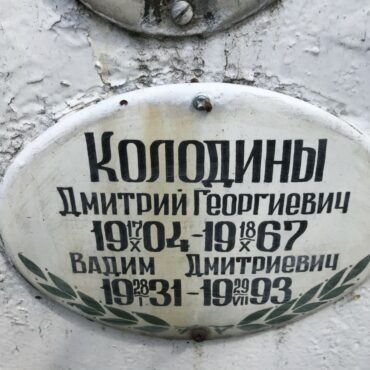 КОЛОДИНЫ
ДМИТРИЙ ГЕОРГИЕВИЧ
19 17/X 04 - 19 18/X 67
ВАДИМ ДМИТРИЕВИЧ
19 28/I 31 - 19 29/VII 93